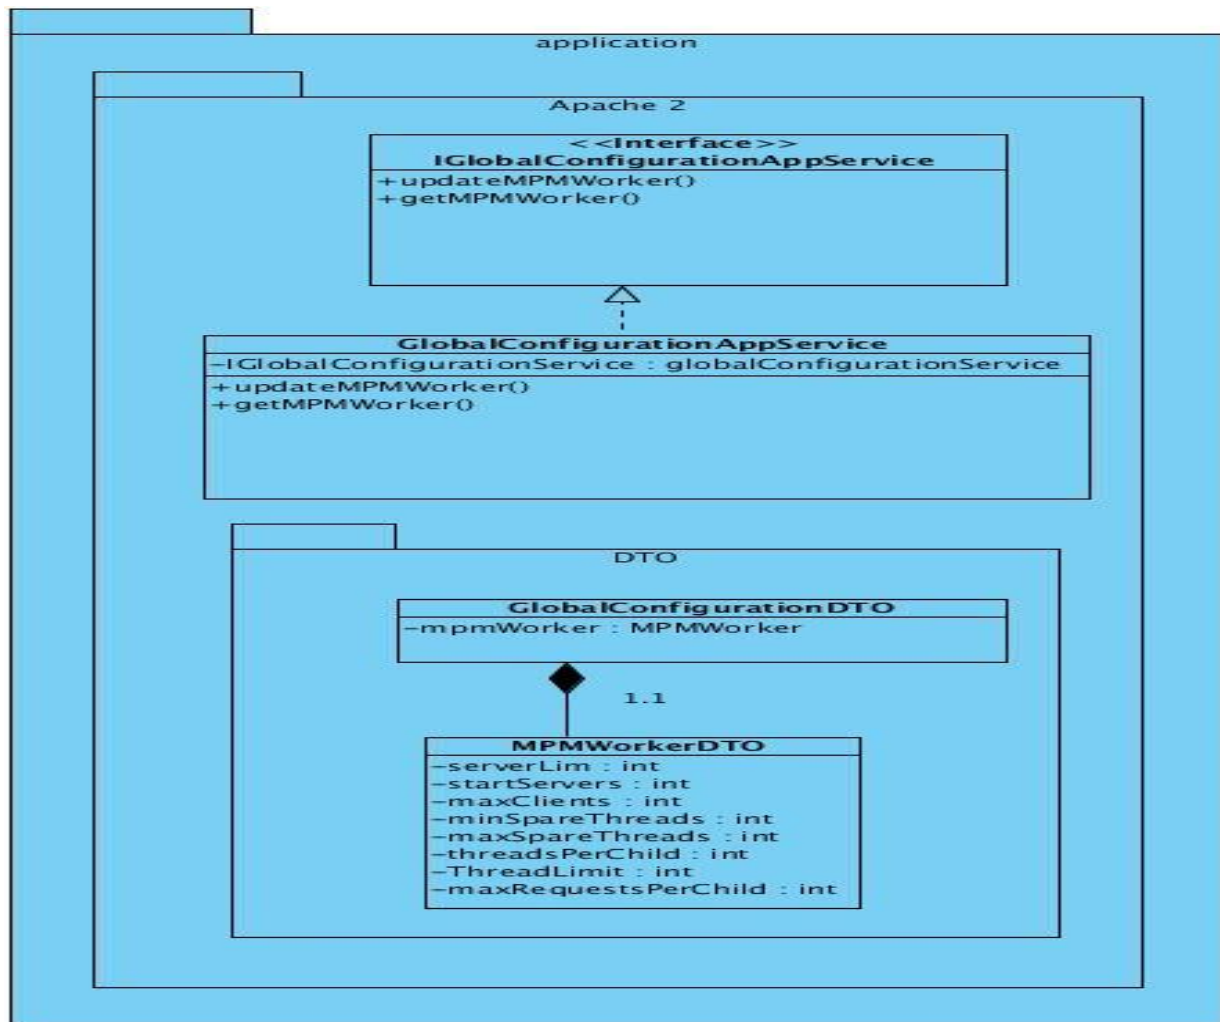 application
Apache 2
<<Interface>>
IGlobalConfigurationAppService
+updateMPMWorker()
+getMPMWorker()
GlobalConfigurationAppService
-IGlobalConfigurationService : globalConfigurationService
+updateMPMWorker()
+getMPMWorker()
DTO
GlobalConfigurationDTO
-mpmWorker : MPMWorker
1.1
MPMWorkerDTO
-serverLim : int
-startServers : int
-maxClients : int
-minSpareThreads : int
-maxSpareThreads : int
-threadsPerChild : int
-ThreadLimit : int
-maxRequestsPerChild : int